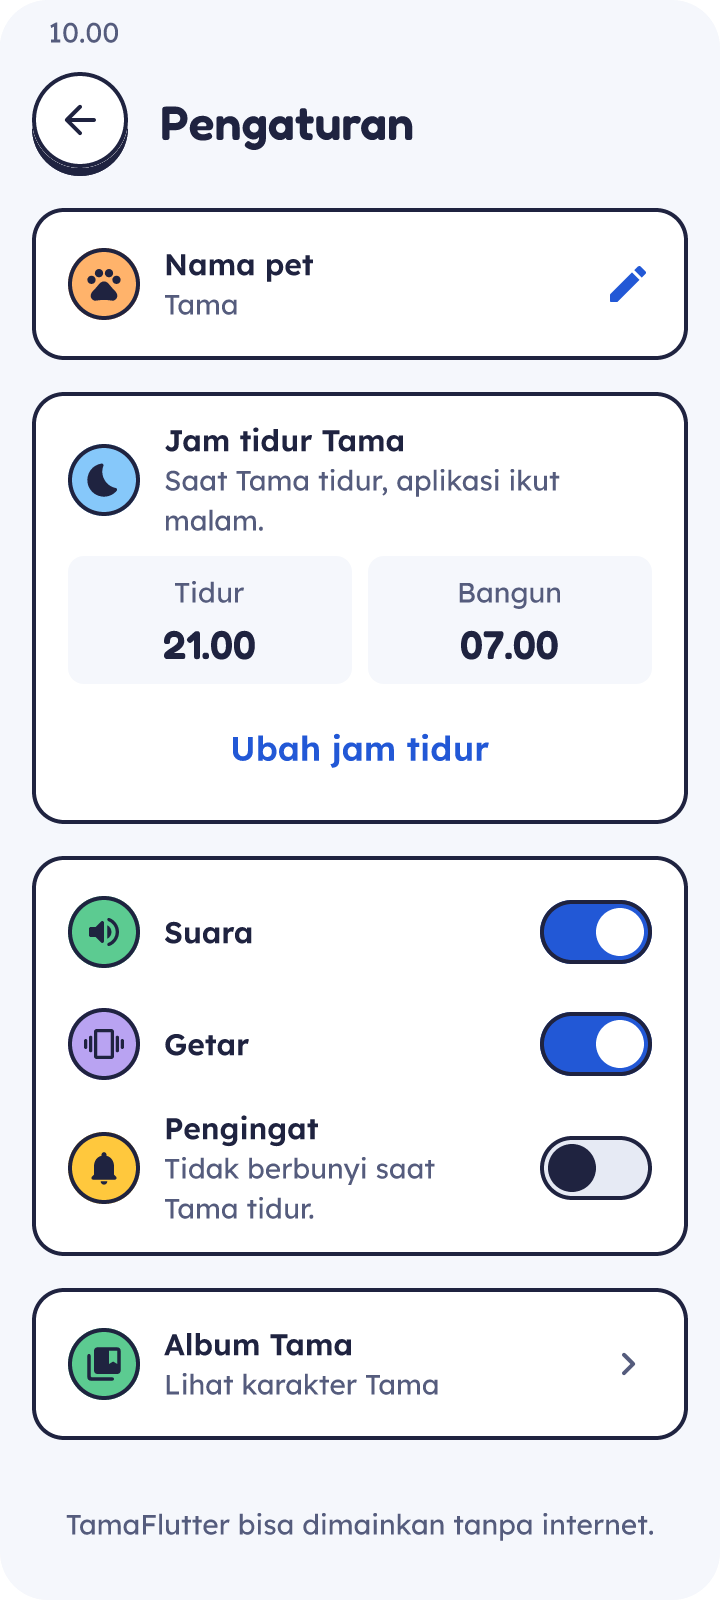 10.00
Pengaturan
Nama pet
Tama
Jam tidur Tama
Saat Tama tidur, aplikasi ikut
malam.
Tidur
Bangun
21.00
07.00
Ubah jam tidur
Suara
Getar
Pengingat
Tidak berbunyi saat
Tama tidur.
Album Tama
Lihat karakter Tama
TamaFlutter bisa dimainkan tanpa internet.